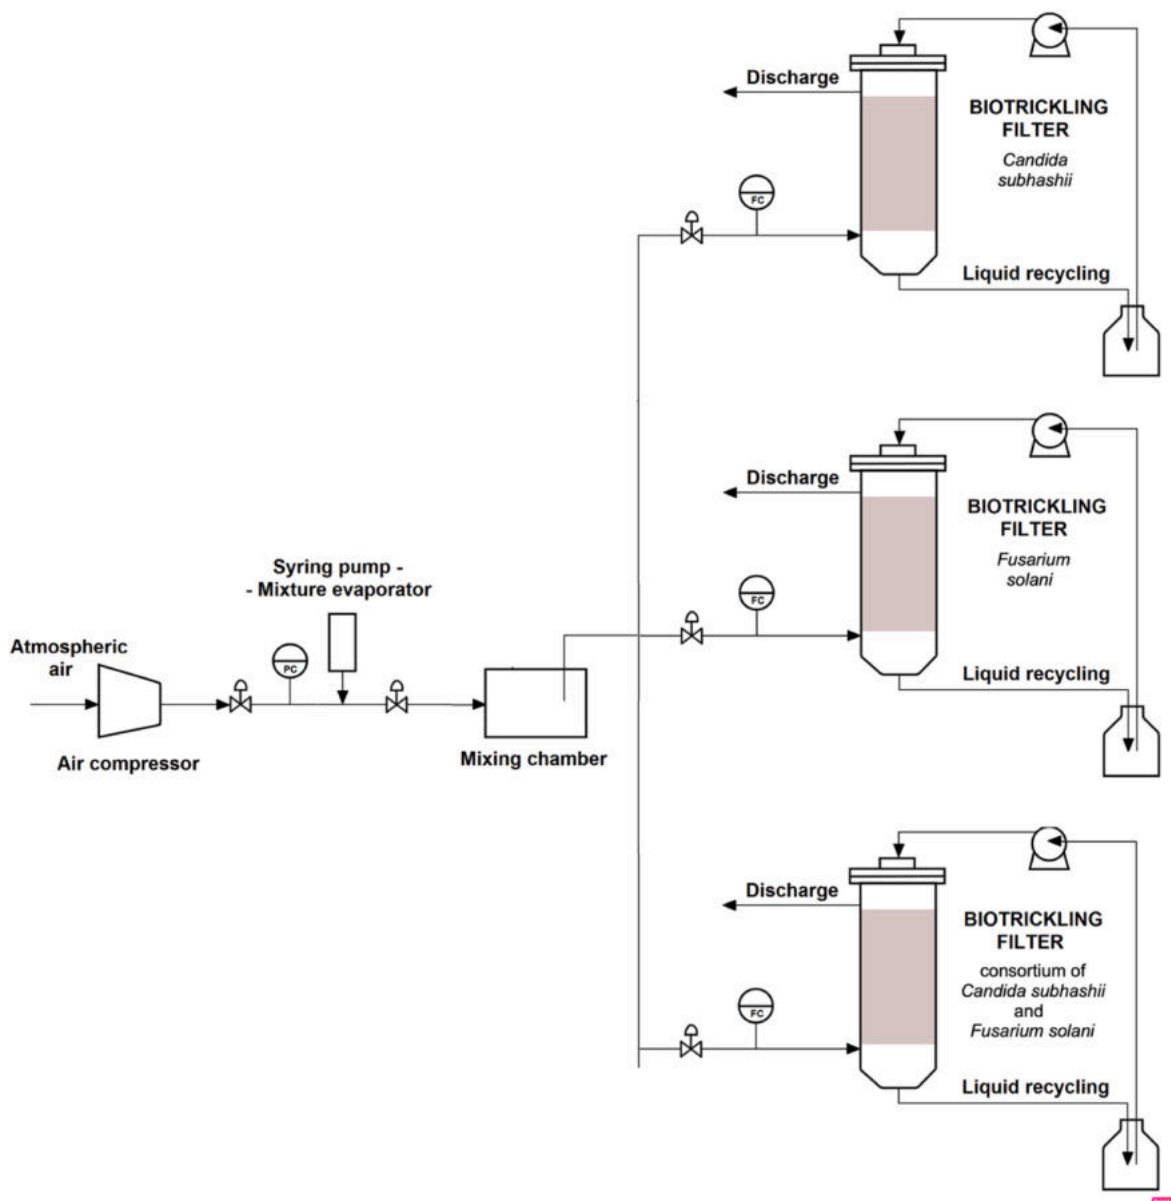 Discharge
BIOTRICKLING
FILTER
Candida
subhashii
FC
Liquid recycling
Discharge
BIOTRICKLING
FILTER
Fusarium
solani
FC
Liquid recycling
Syring pump -
- Mixture evaporator
Atmospheric
air
PC
Air compressor
Mixing chamber
Discharge
BIOTRICKLING
FILTER
consortium of
Candida subhashii
and
Fusarium solani
FC
Liquid recycling